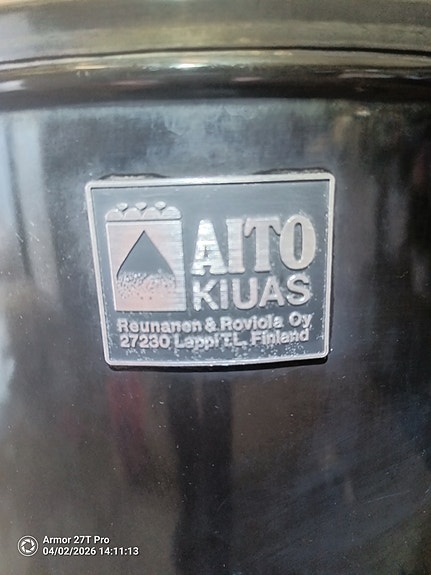 AITO
KIUAS
Reunanen & Roviola Oy
27230 Lappi T.L. Finland
Armor 27T Pro
04/02/2026 14:11:13